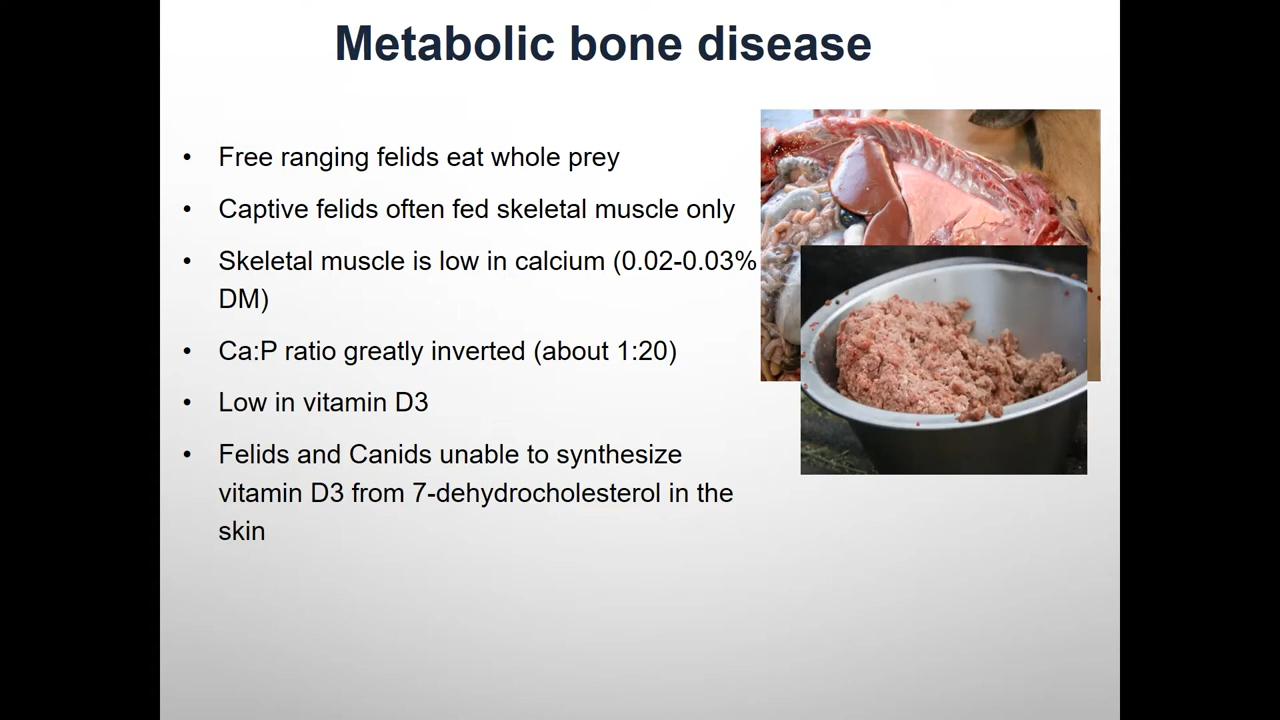 Metabolic bone disease
• Free ranging felids eat whole prey
• Captive felids often fed skeletal muscle only
• Skeletal muscle is low in calcium (0.02-0.03%
DM)
• Ca:P ratio greatly inverted (about 1:20)
• Low in vitamin D3
• Felids and Canids unable to synthesize
vitamin D3 from 7-dehydrocholesterol in the
skin